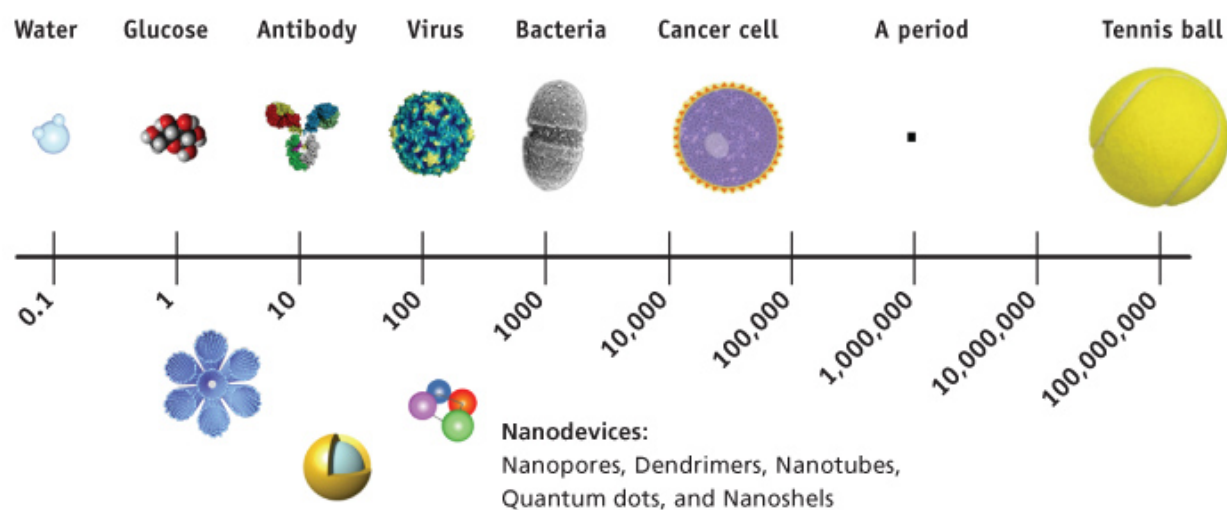 Water Glucose Antibody Virus Bacteria Cancer cell A period Tennis ball
0.1 1 10 100 1000 10,000 100,000 1,000,000 10,000,000 100,000,000
Nanodevices:
Nanopores, Dendrimers, Nanotubes,
Quantum dots, and Nanoshels